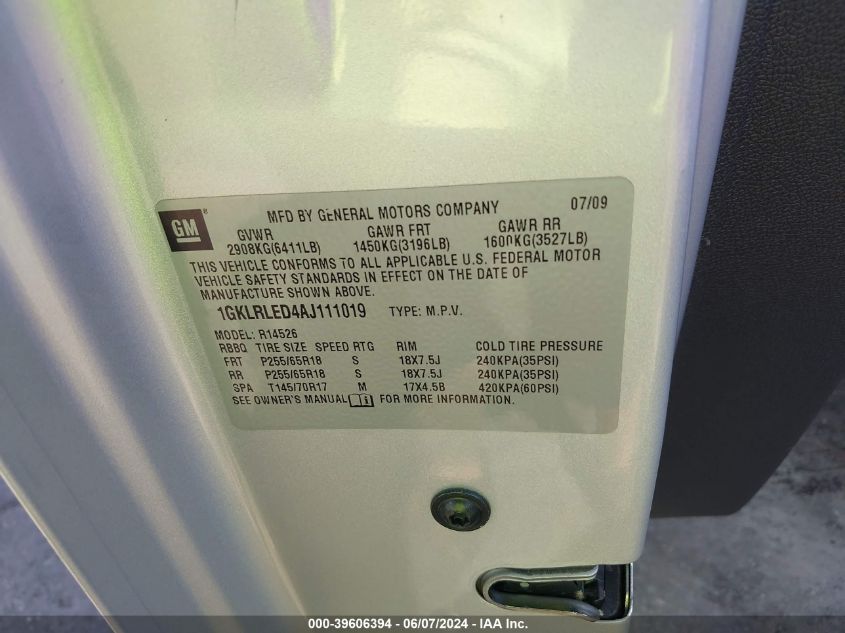 GM ®
MFD BY GENERAL MOTORS COMPANY 07/09
GVWR GAWR FRT GAWR RR
2908KG(6411LB) 1450KG(3196LB) 1600KG(3527LB)
THIS VEHICLE CONFORMS TO ALL APPLICABLE U.S. FEDERAL MOTOR
VEHICLE SAFETY STANDARDS IN EFFECT ON THE DATE OF
MANUFACTURE SHOWN ABOVE.
1GKLRLED4AJ111019 TYPE: M.P.V.
MODEL: R14526
RBBQ TIRE SIZE SPEED RTG RIM COLD TIRE PRESSURE
FRT P255/65R18 S 18X7.5J 240KPA(35PSI)
RR P255/65R18 S 18X7.5J 240KPA(35PSI)
SPA T145/70R17 M 17X4.5B 420KPA(60PSI)
SEE OWNER'S MANUAL i FOR MORE INFORMATION.
000-39606394 - 06/07/2024 - IAA Inc.